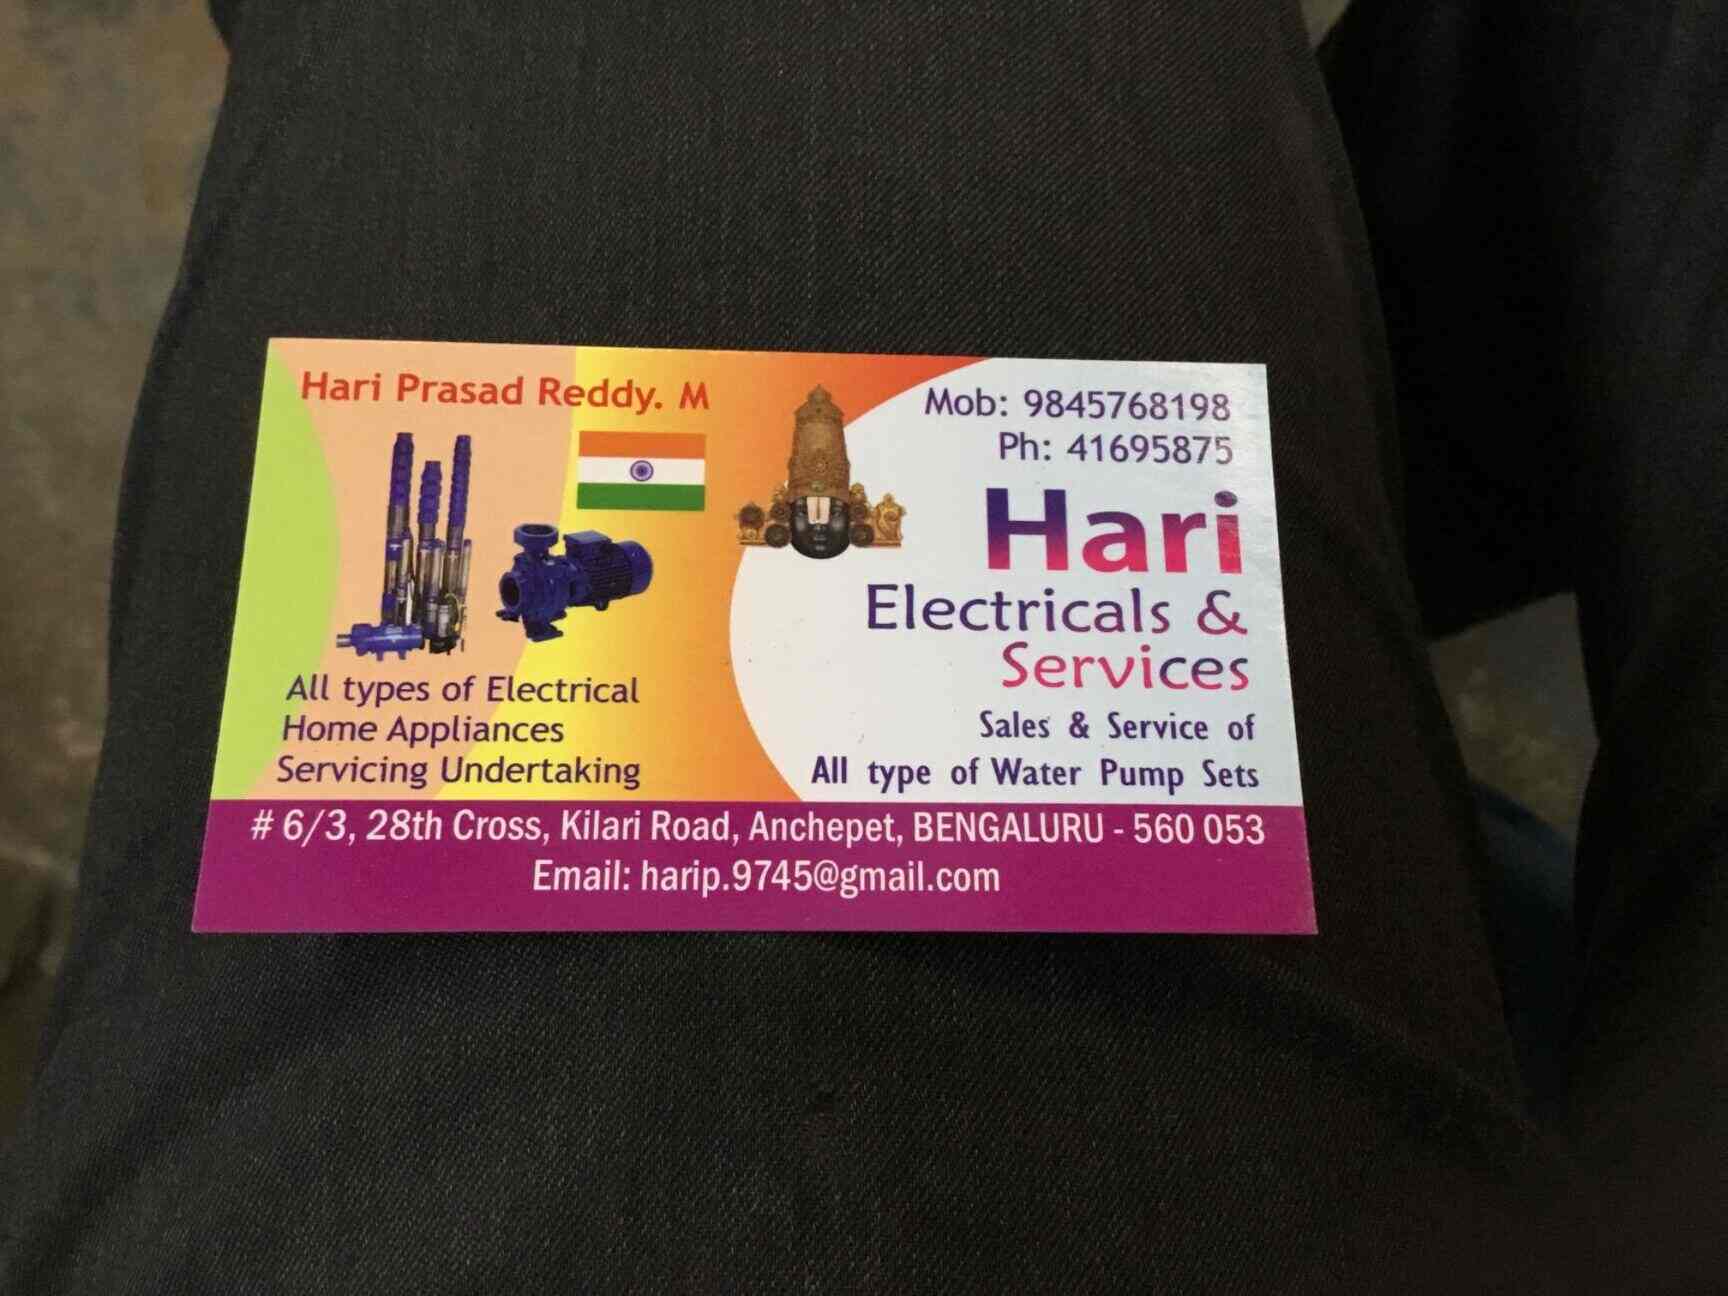 Hari Prasad Reddy. M
Mob: 9845768198
Ph: 41695875
Hari
Electricals &
Services
Sales & Service of
All type of Water Pump Sets
All types of Electrical
Home Appliances
Servicing Undertaking
# 6/3, 28th Cross, Kilari Road, Anchepet, BENGALURU - 560 053
Email: harip.9745@gmail.com